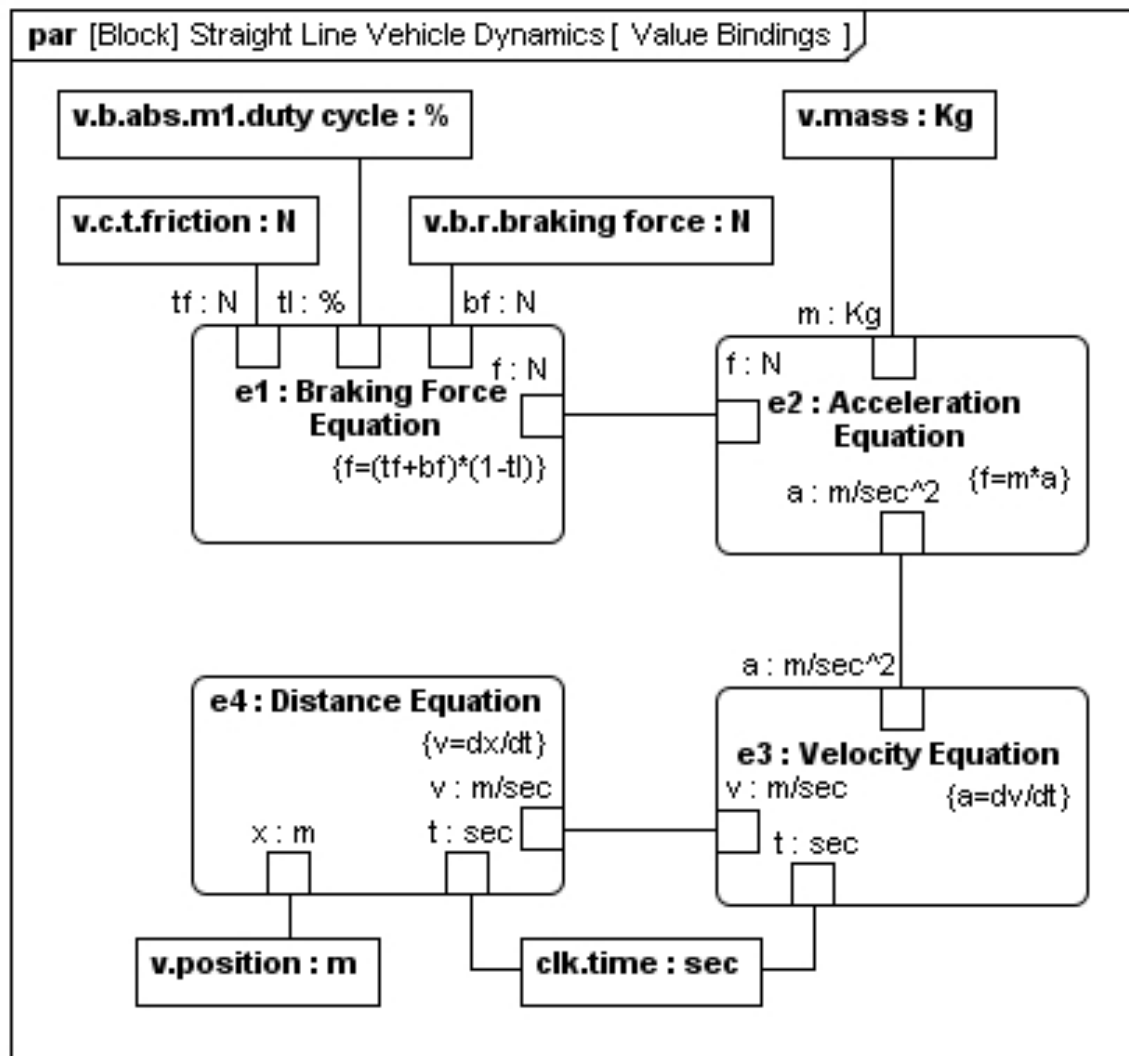 par [Block] Straight Line Vehicle Dynamics [ Value Bindings ]
v.b.abs.m1.duty cycle : %
v.mass : Kg
v.c.t.friction : N
v.b.r.braking force : N
tf : N
tl : %
bf : N
m : Kg
f : N
e1 : Braking Force
Equation
{f=(tf+bf)*(1-tl)}
f : N
e2 : Acceleration
Equation
{f=m*a}
a : m/sec^2
a : m/sec^2
e4 : Distance Equation
{v=dx/dt}
v : m/sec
x : m
t : sec
e3 : Velocity Equation
v : m/sec
{a=dv/dt}
t : sec
v.position : m
clk.time : sec